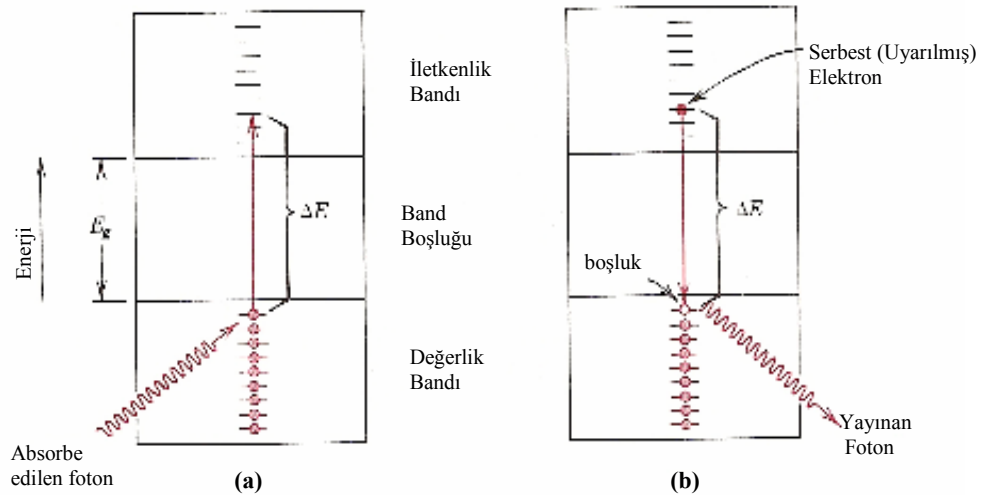 İletkenlik
Bandı
Enerji
E_g
ΔE
Band
Boşluğu
Değerlik
Bandı
Absorbe
edilen foton
(a)
Serbest (Uyarılmış)
Elektron
ΔE
boşluk
Yayınan
Foton
(b)